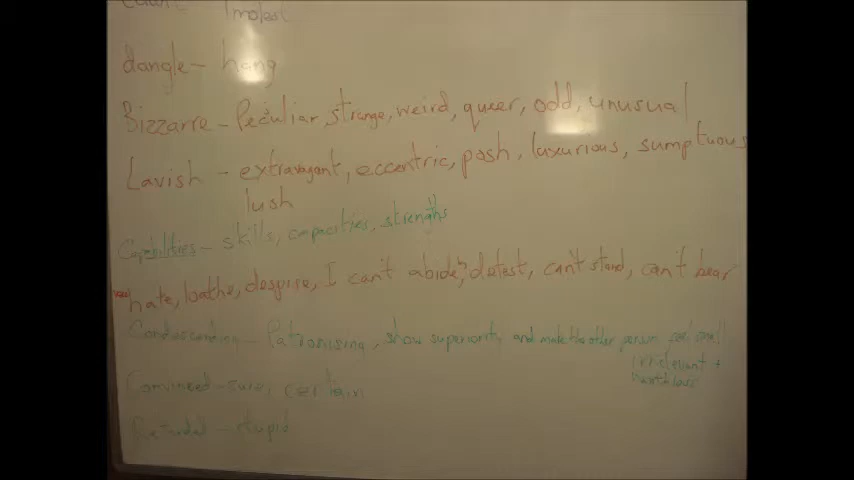 molest
dangle - hang
Bizzarre - Peculiar, strange, weird, queer, odd, unusual
Lavish - extravagant, eccentric, posh, luxurious, sumptuous
lush
Capabilities - skills, capacities, strengths
hate, loathe, despise, I can't abide, detest, can't stand, can't bear
Condescending - Patronising, show superiority and make the other person feel small
irrelevant +
worthless
Convinced - sure, certain
Retarded - stupid